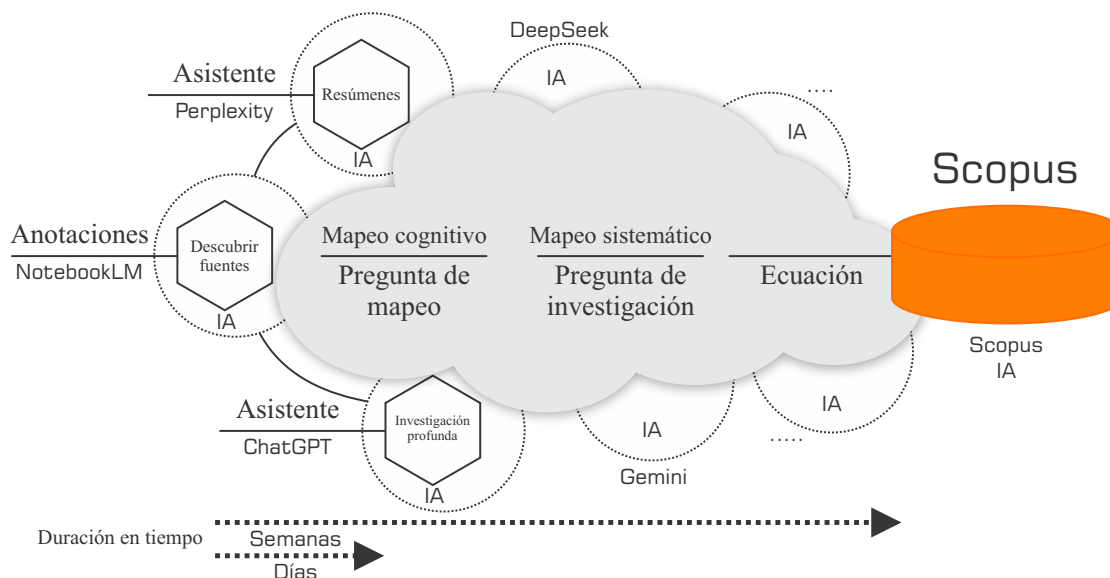 DeepSeek
IA
Asistente
Perplexity
Resúmenes
IA
....
IA
Scopus
Anotaciones
NotebookLM
Descubrir
fuentes
IA
Mapeo cognitivo
Pregunta de
mapeo
Mapeo sistemático
Pregunta de
investigación
Ecuación
Scopus
IA
Asistente
ChatGPT
Investigación
profunda
IA
IA
Gemini
IA
.....
Duración en tiempo
Semanas
Días